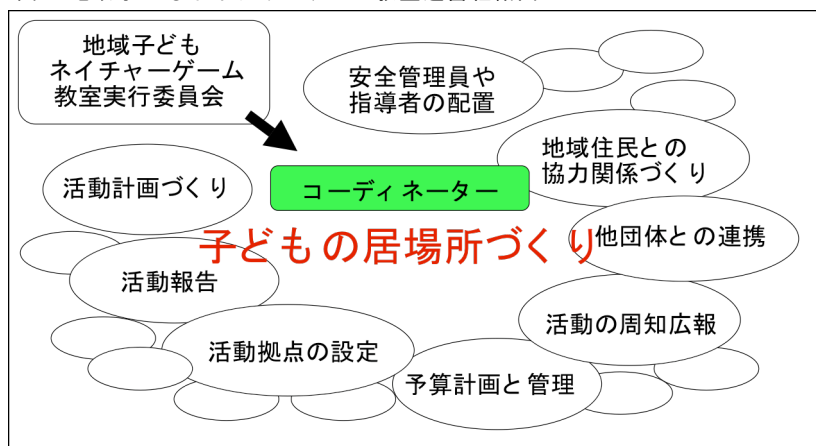 地域子ども
ネイチャーゲーム
教室実行委員会
安全管理員や
指導者の配置
地域住民との
協力関係づくり
コーディネーター
活動計画づくり
子どもの居場所づくり
他団体との連携
活動報告
活動の周知広報
活動拠点の設定
予算計画と管理